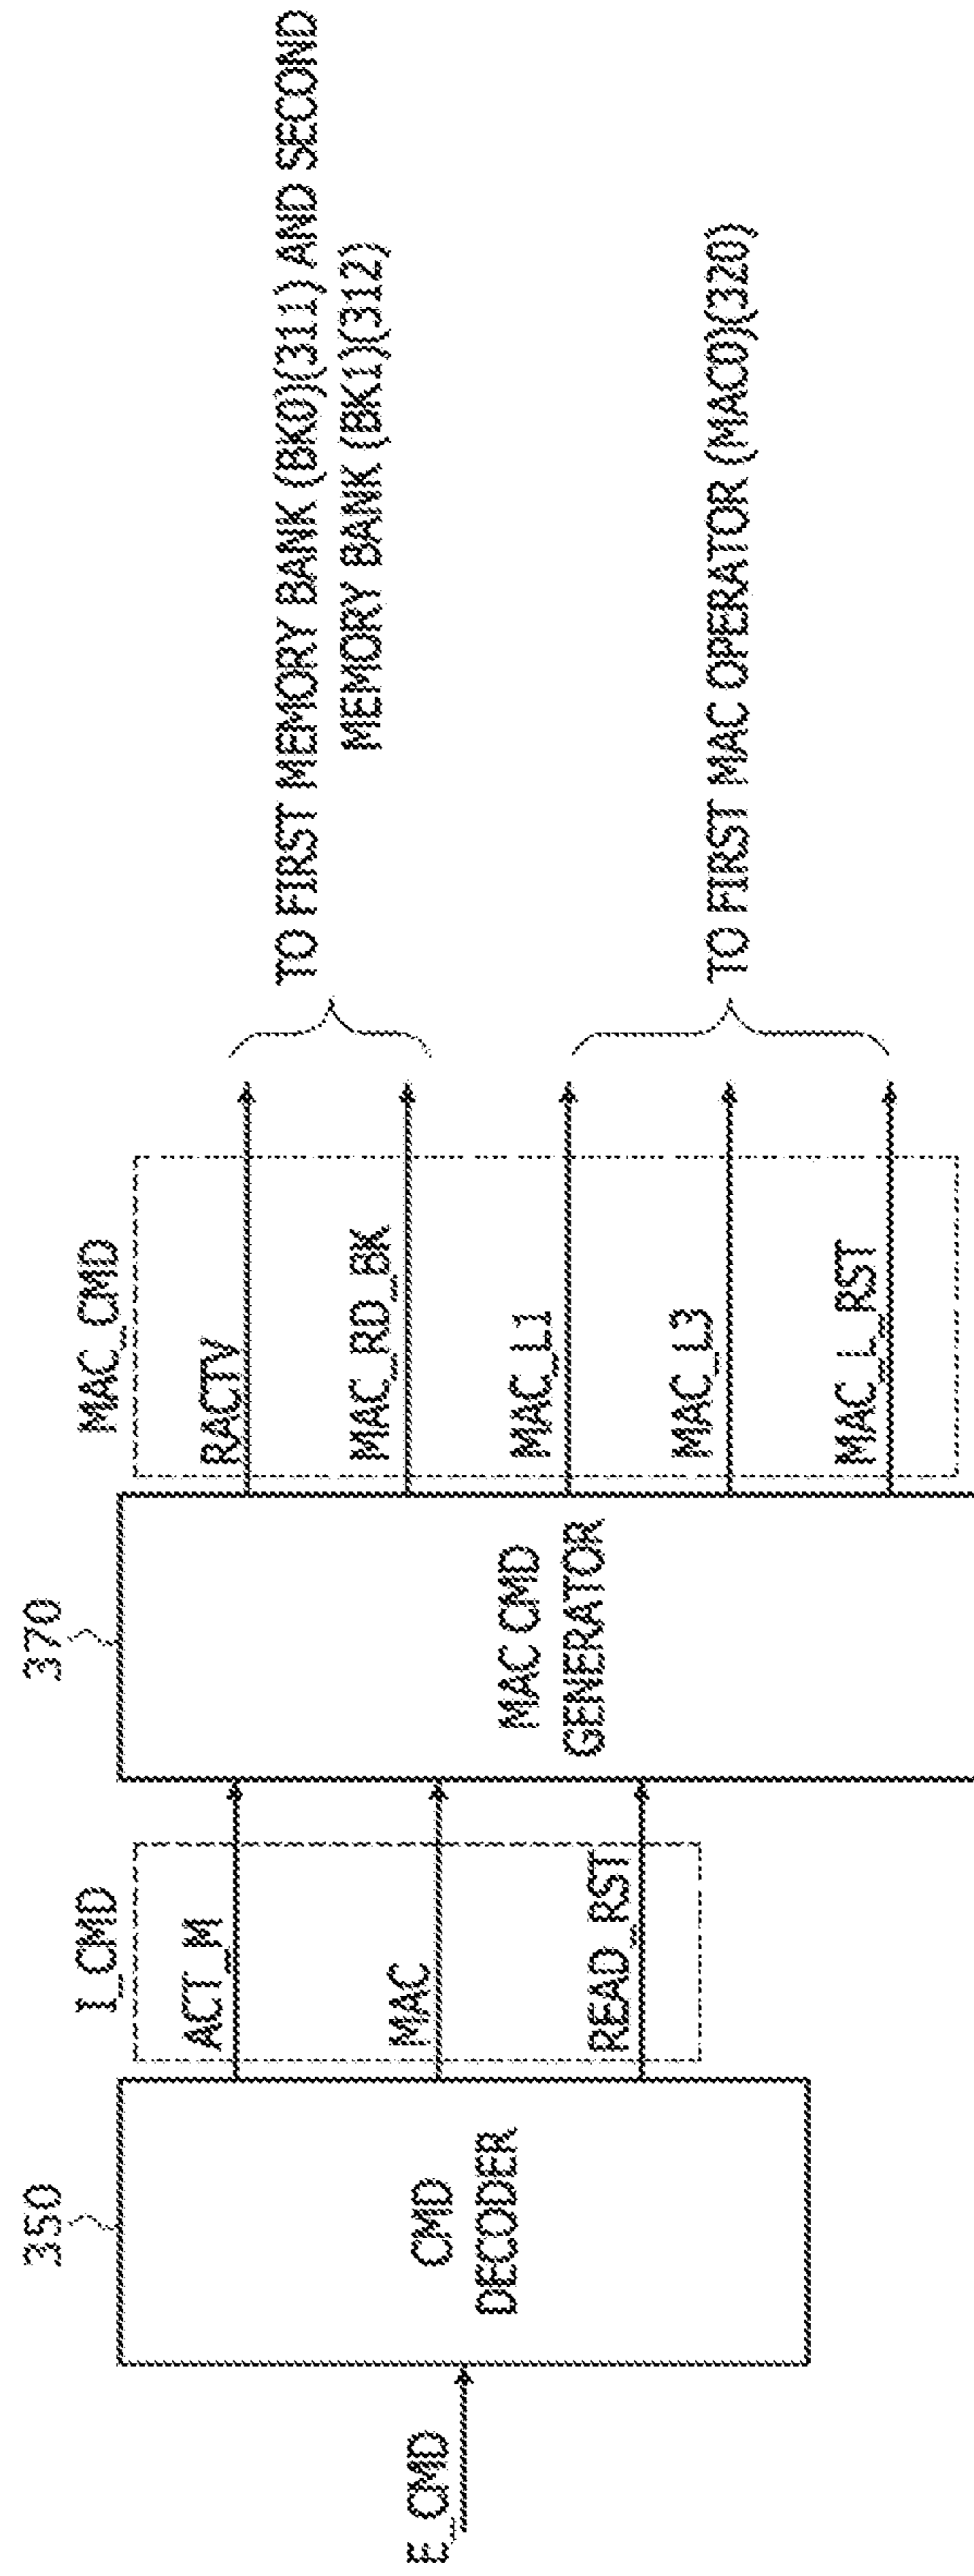 E_CMD
350
CMD
DECODER
I_CMD
ACT_M
MAC
READ_RST
370
MAC CMD
GENERATOR
MAC_CMD
RACTV
MAC_RD_BK
MAC_L1
MAC_L3
MAC_L_RST
TO FIRST MEMORY BANK (BK0)(311) AND SECOND
MEMORY BANK (BK1)(312)
TO FIRST MAC OPERATOR (MAC0)(320)